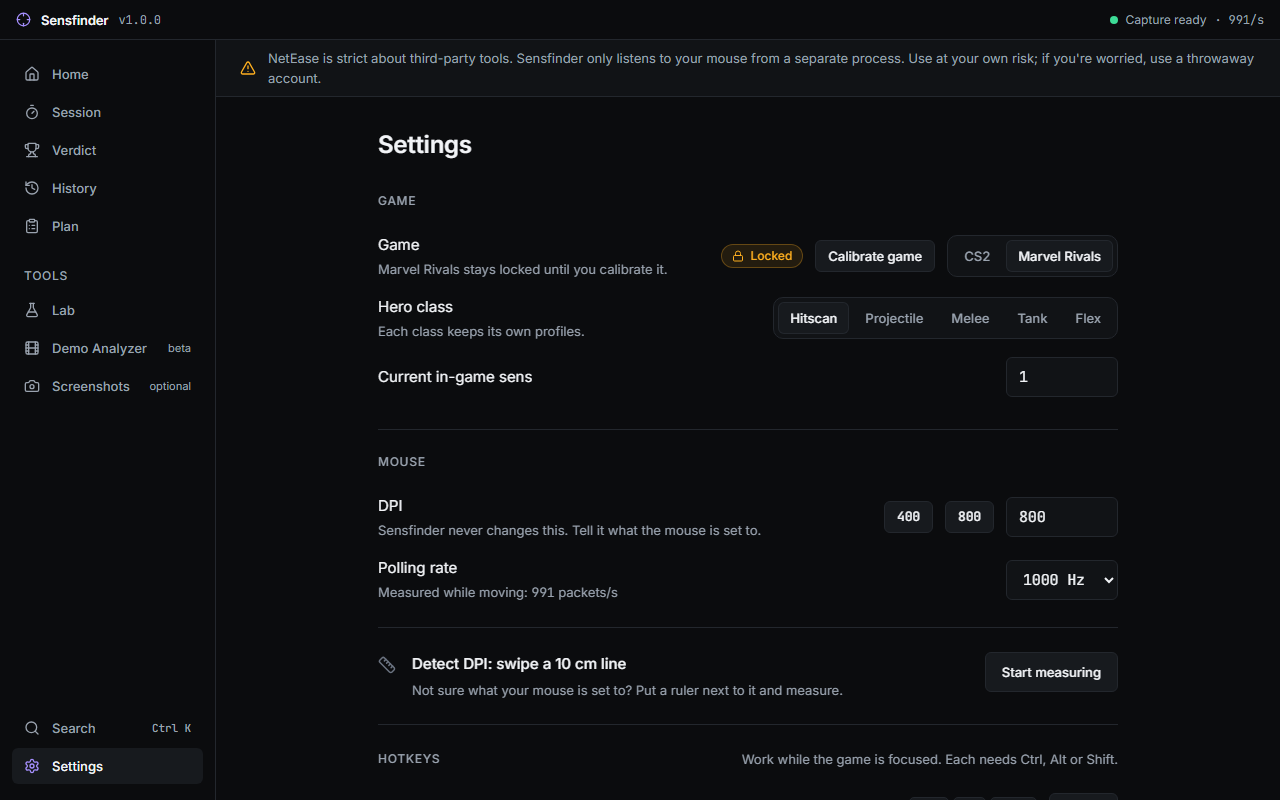 Sensfinder v1.0.0
Capture ready · 991/s
Home
Session
Verdict
History
Plan
TOOLS
Lab
Demo Analyzer beta
Screenshots optional
Search Ctrl K
Settings
NetEase is strict about third-party tools. Sensfinder only listens to your mouse from a separate process. Use at your own risk; if you're worried, use a throwaway
account.
Settings
GAME
Game
Marvel Rivals stays locked until you calibrate it.
Locked
Calibrate game
CS2
Marvel Rivals
Hero class
Each class keeps its own profiles.
Hitscan
Projectile
Melee
Tank
Flex
Current in-game sens
1
MOUSE
DPI
Sensfinder never changes this. Tell it what the mouse is set to.
400
800
800
Polling rate
Measured while moving: 991 packets/s
1000 Hz
Detect DPI: swipe a 10 cm line
Not sure what your mouse is set to? Put a ruler next to it and measure.
Start measuring
HOTKEYS
Work while the game is focused. Each needs Ctrl, Alt or Shift.